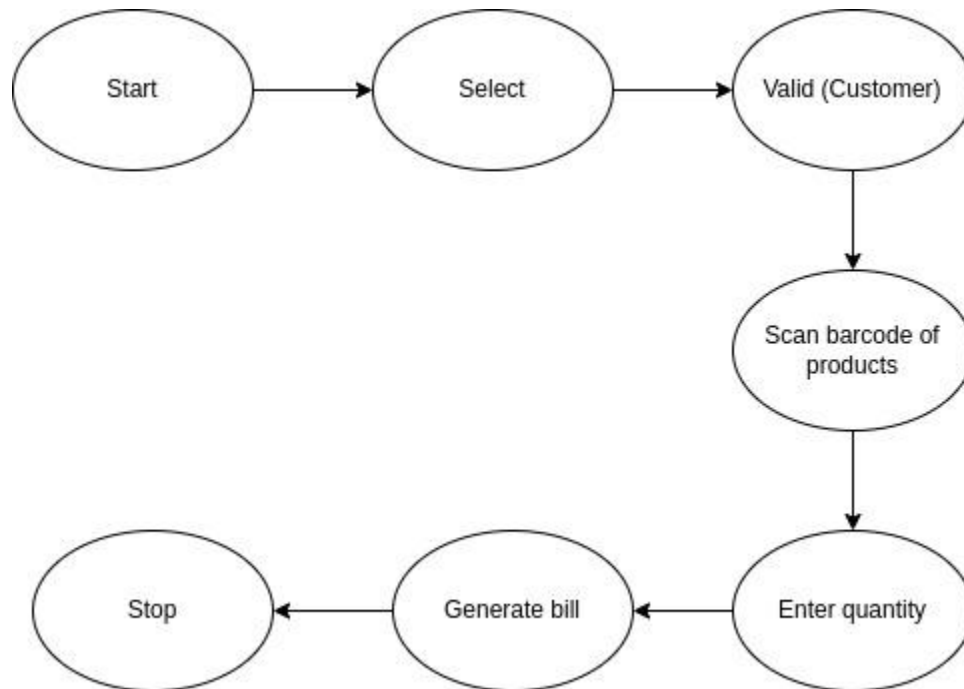 Start
Select
Valid (Customer)
Scan barcode of
products
Enter quantity
Generate bill
Stop